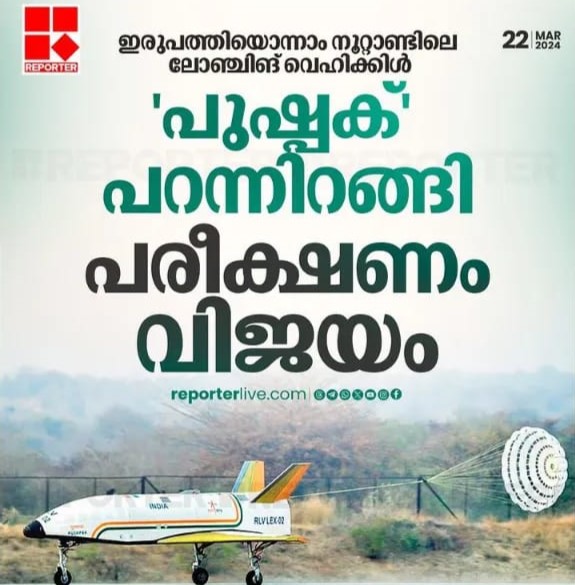 REPORTER
22 | MAR 2024
ഇരുപത്തിയൊന്നാം നൂറ്റാണ്ടിലെ
ലോഞ്ചിങ് വെഹിക്കിൾ
'പുഷ്പക്'
പറന്നിറങ്ങി
പരീക്ഷണം
വിജയം
reporterlive.com
INDIA
RLV LEX-02